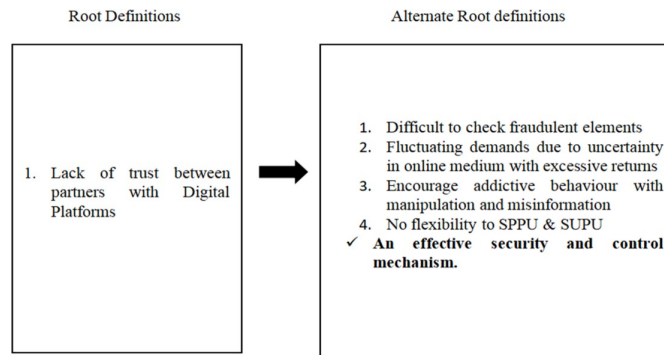 Root Definitions
Alternate Root definitions
1. Lack of trust between
partners with Digital
Platforms
1. Difficult to check fraudulent elements
2. Fluctuating demands due to uncertainty
in online medium with excessive returns
3. Encourage addictive behaviour with
manipulation and misinformation
4. No flexibility to SPPU & SUPU
✓ An effective security and control
mechanism.